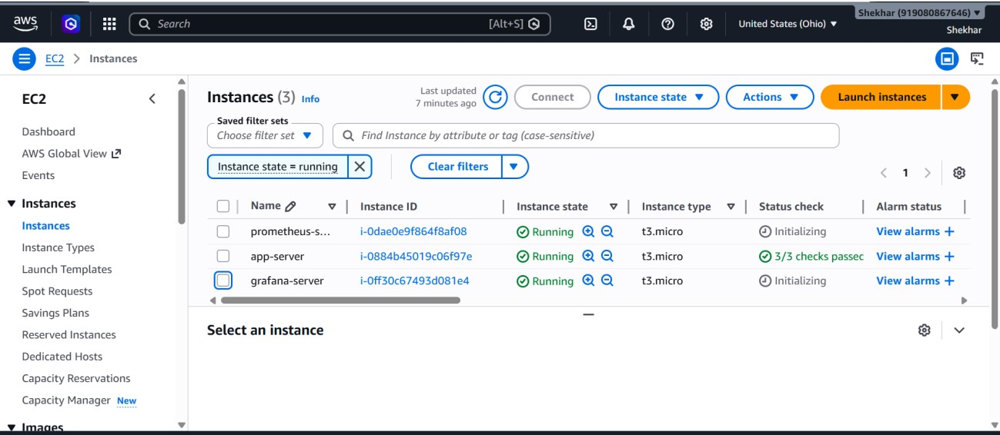 aws
Search [Alt+S]
United States (Ohio)
Shekhar (919080867646)
Shekhar
EC2 Instances
EC2
Dashboard
AWS Global View
Events
Instances
Instances
Instance Types
Launch Templates
Spot Requests
Savings Plans
Reserved Instances
Dedicated Hosts
Capacity Reservations
Capacity Manager New
Images
Instances (3) Info
Last updated
7 minutes ago
Connect
Instance state
Actions
Launch instances
Saved filter sets
Choose filter set
Find Instance by attribute or tag (case-sensitive)
Instance state = running
Clear filters
1
Name Instance ID Instance state Instance type Status check Alarm status
prometheus-s... i-0dae0e9f864f8af08 Running t3.micro Initializing View alarms +
app-server i-0884b45019c06f97e Running t3.micro 3/3 checks passec View alarms +
grafana-server i-0ff30c67493d081e4 Running t3.micro Initializing View alarms +
Select an instance